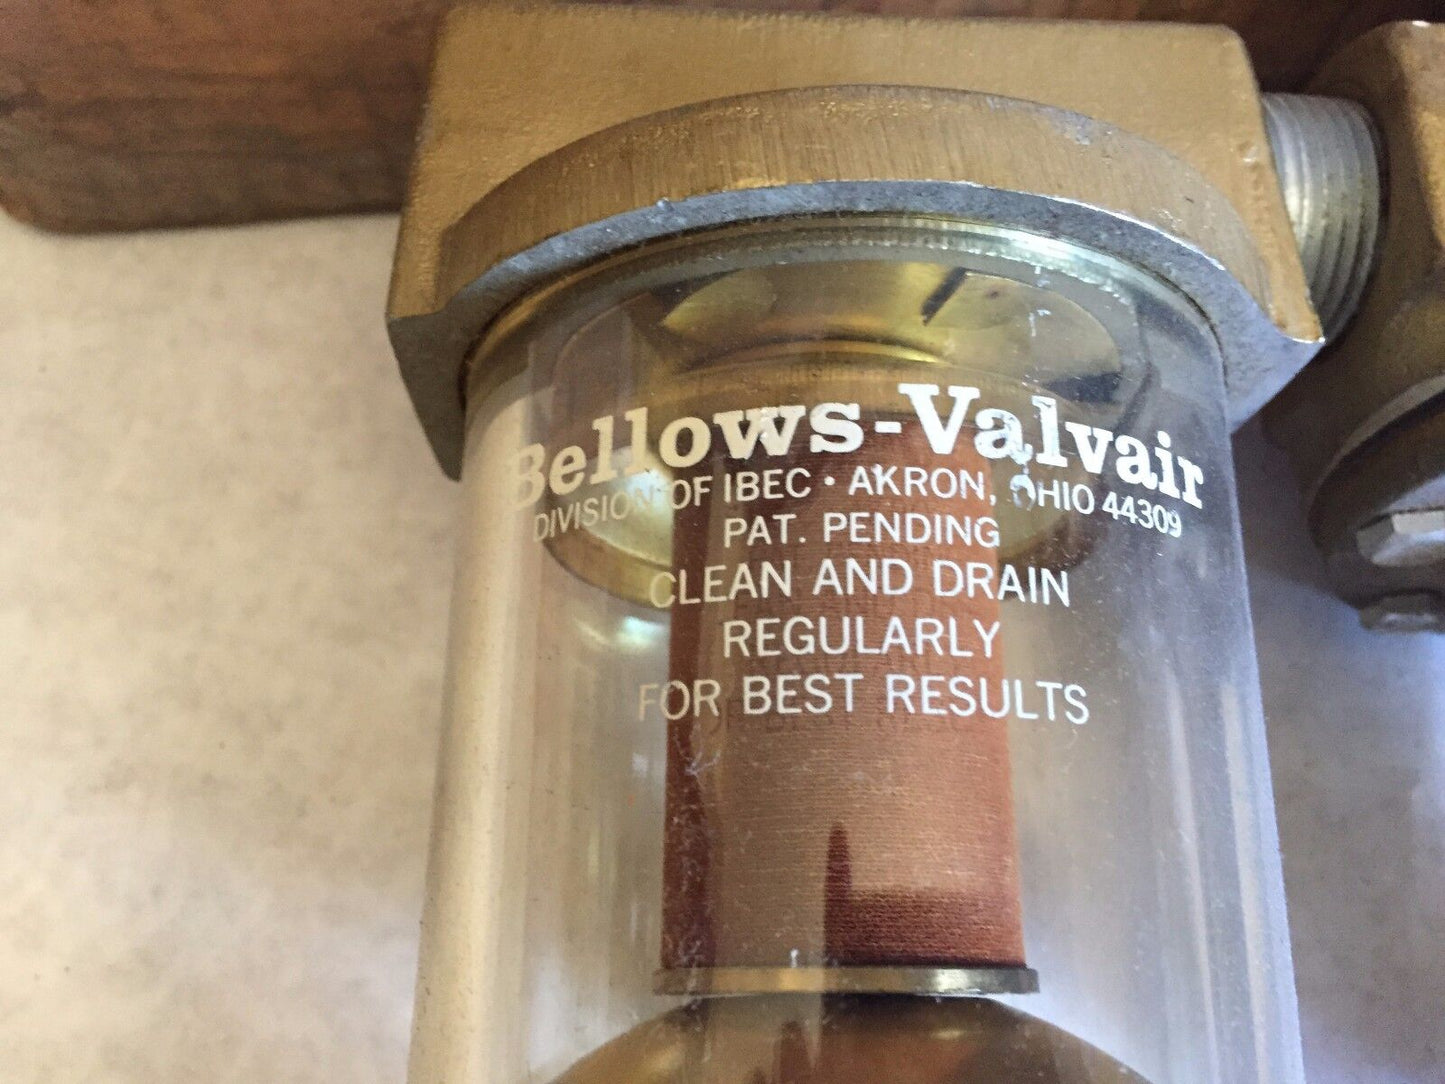 Bellows-Valvair
DIVISION OF IBEC • AKRON, OHIO 44309
PAT. PENDING
CLEAN AND DRAIN
REGULARLY
FOR BEST RESULTS